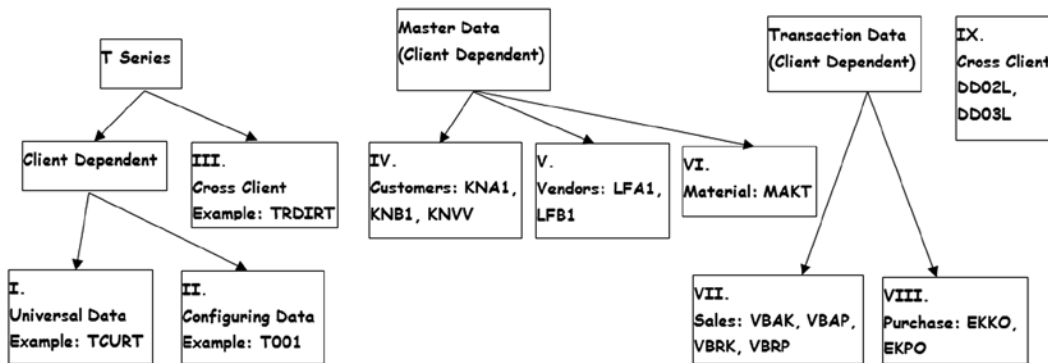 T Series
Master Data
(Client Dependent)
Transaction Data
(Client Dependent)
IX.
Cross Client
DD02L,
DD03L
Client Dependent
III.
Cross Client
Example: TRDIRT
IV.
Customers: KNA1,
KNB1, KNVV
V.
Vendors: LFA1,
LFB1
VI.
Material: MAKT
I.
Universal Data
Example: TCURT
II.
Configuring Data
Example: T001
VII.
Sales: VBAK, VBAP,
VBRK, VBRP
VIII.
Purchase: EKKO,
EKPO